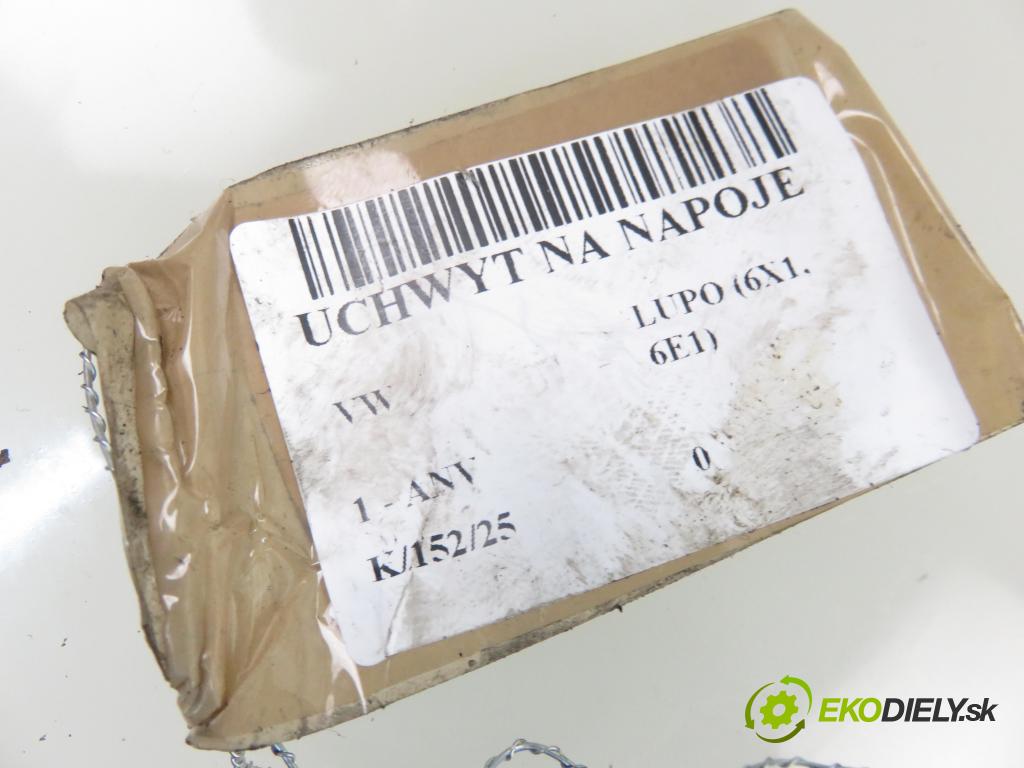 UCHWYT NA NAPOJE
VW
LUPO (6X1,
6E1)
1 - ANV
0
K/152/25
EKODIELY.sk